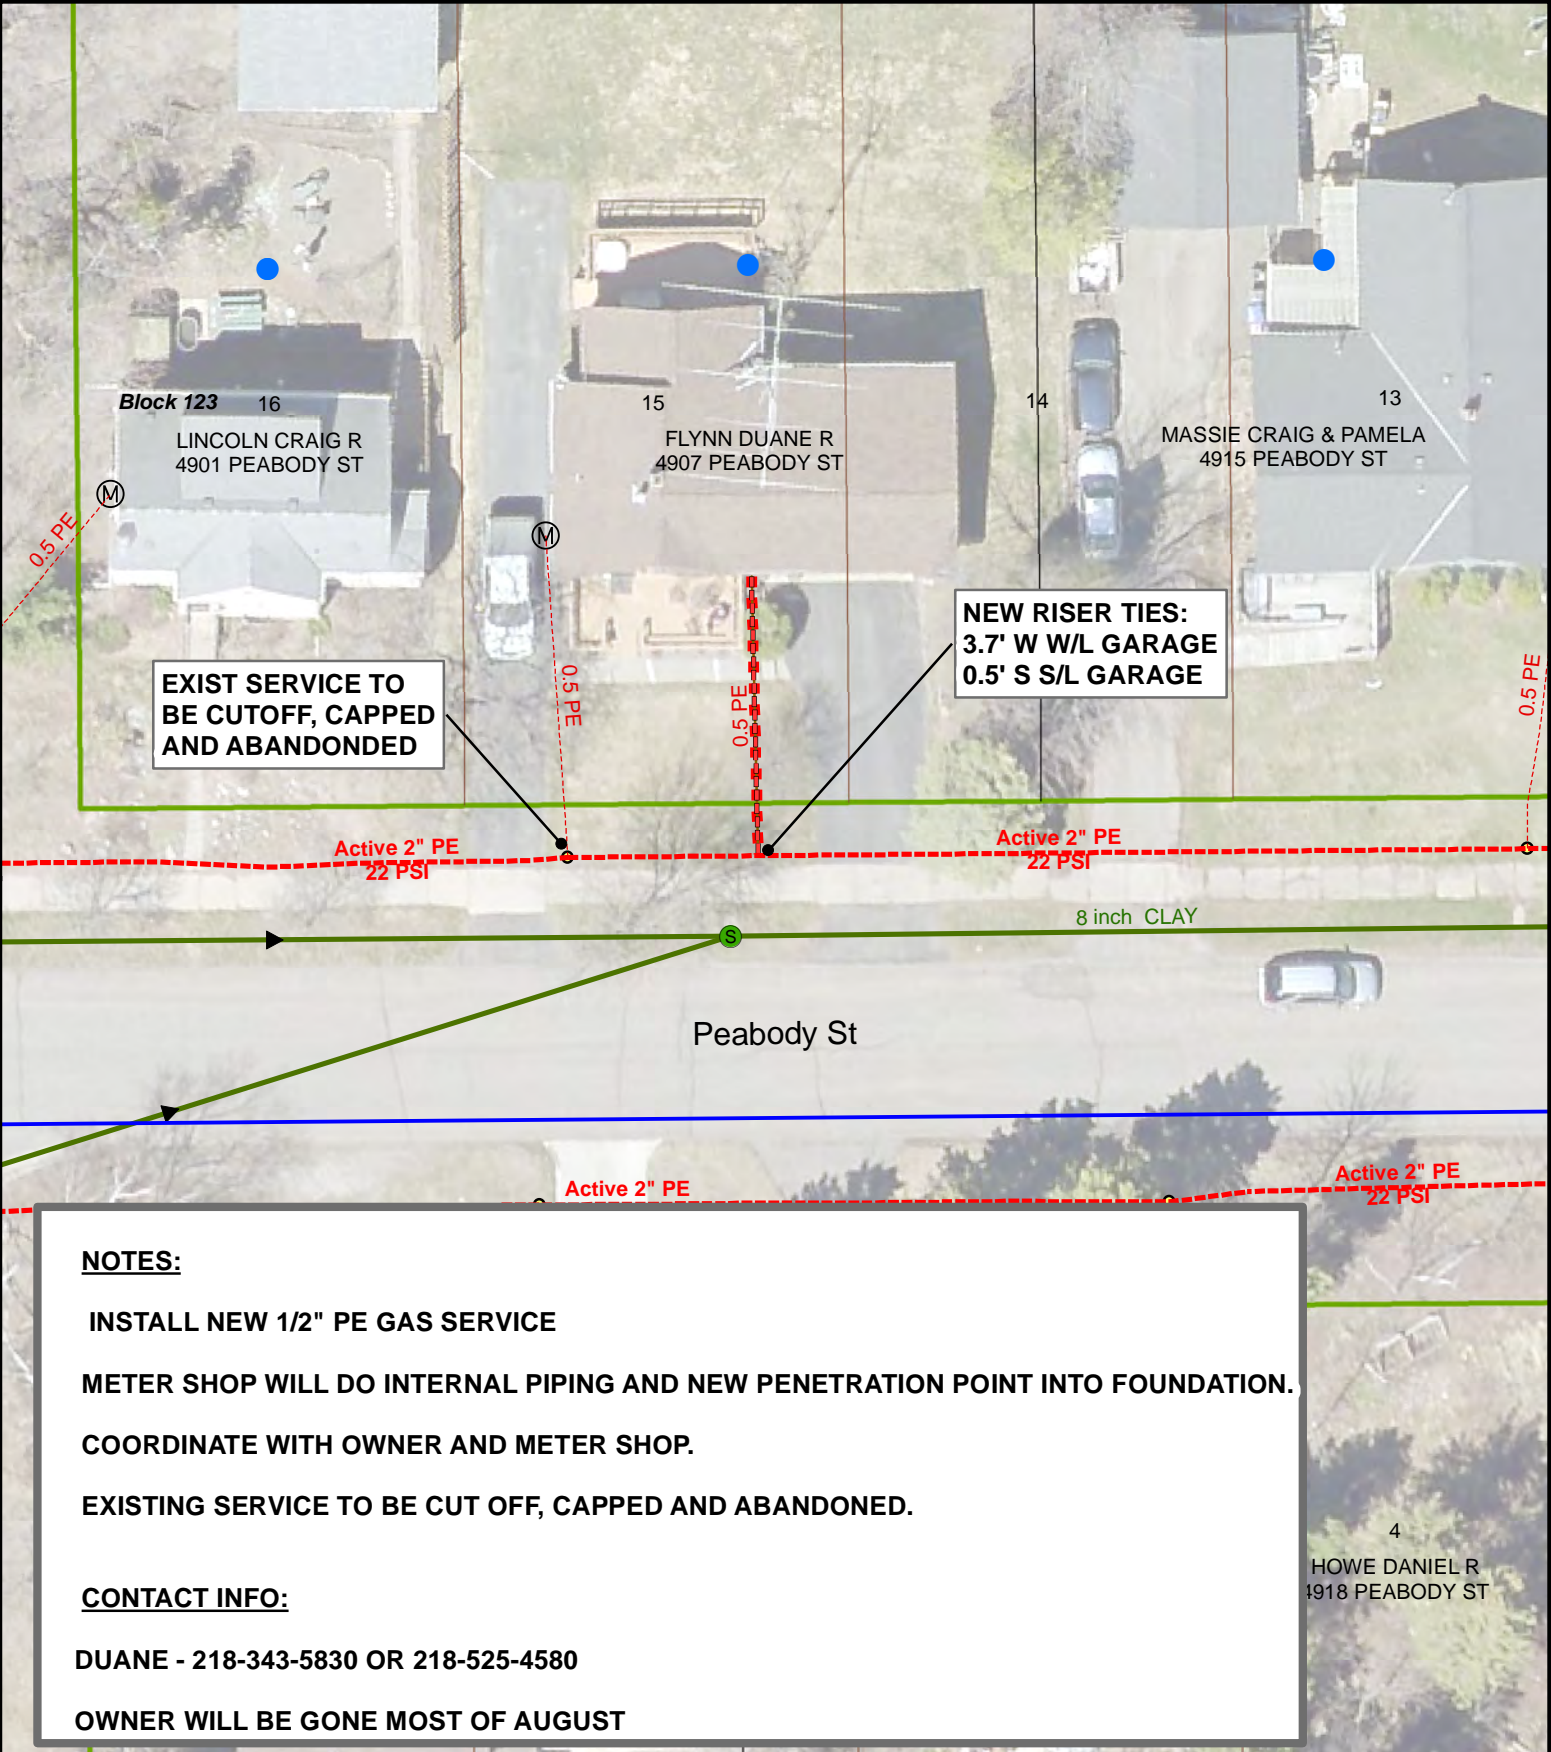 Block 123
16
LINCOLN CRAIG R
4901 PEABODY ST
15
FLYNN DUANE R
4907 PEABODY ST
14
13
MASSIE CRAIG & PAMELA
4915 PEABODY ST
M
0.5 PE
M
0.5 PE
0.5 PE
0.5 PE
NEW RISER TIES:
3.7' W W/L GARAGE
0.5' S S/L GARAGE
EXIST SERVICE TO
BE CUTOFF, CAPPED
AND ABANDONDED
Active 2" PE
22 PSI
Active 2" PE
22 PSI
8 inch CLAY
S
Peabody St
Active 2" PE
Active 2" PE
22 PSI
NOTES:
INSTALL NEW 1/2" PE GAS SERVICE
METER SHOP WILL DO INTERNAL PIPING AND NEW PENETRATION POINT INTO FOUNDATION.
COORDINATE WITH OWNER AND METER SHOP.
EXISTING SERVICE TO BE CUT OFF, CAPPED AND ABANDONED.
CONTACT INFO:
DUANE - 218-343-5830 OR 218-525-4580
OWNER WILL BE GONE MOST OF AUGUST
4
HOWE DANIEL R
4918 PEABODY ST